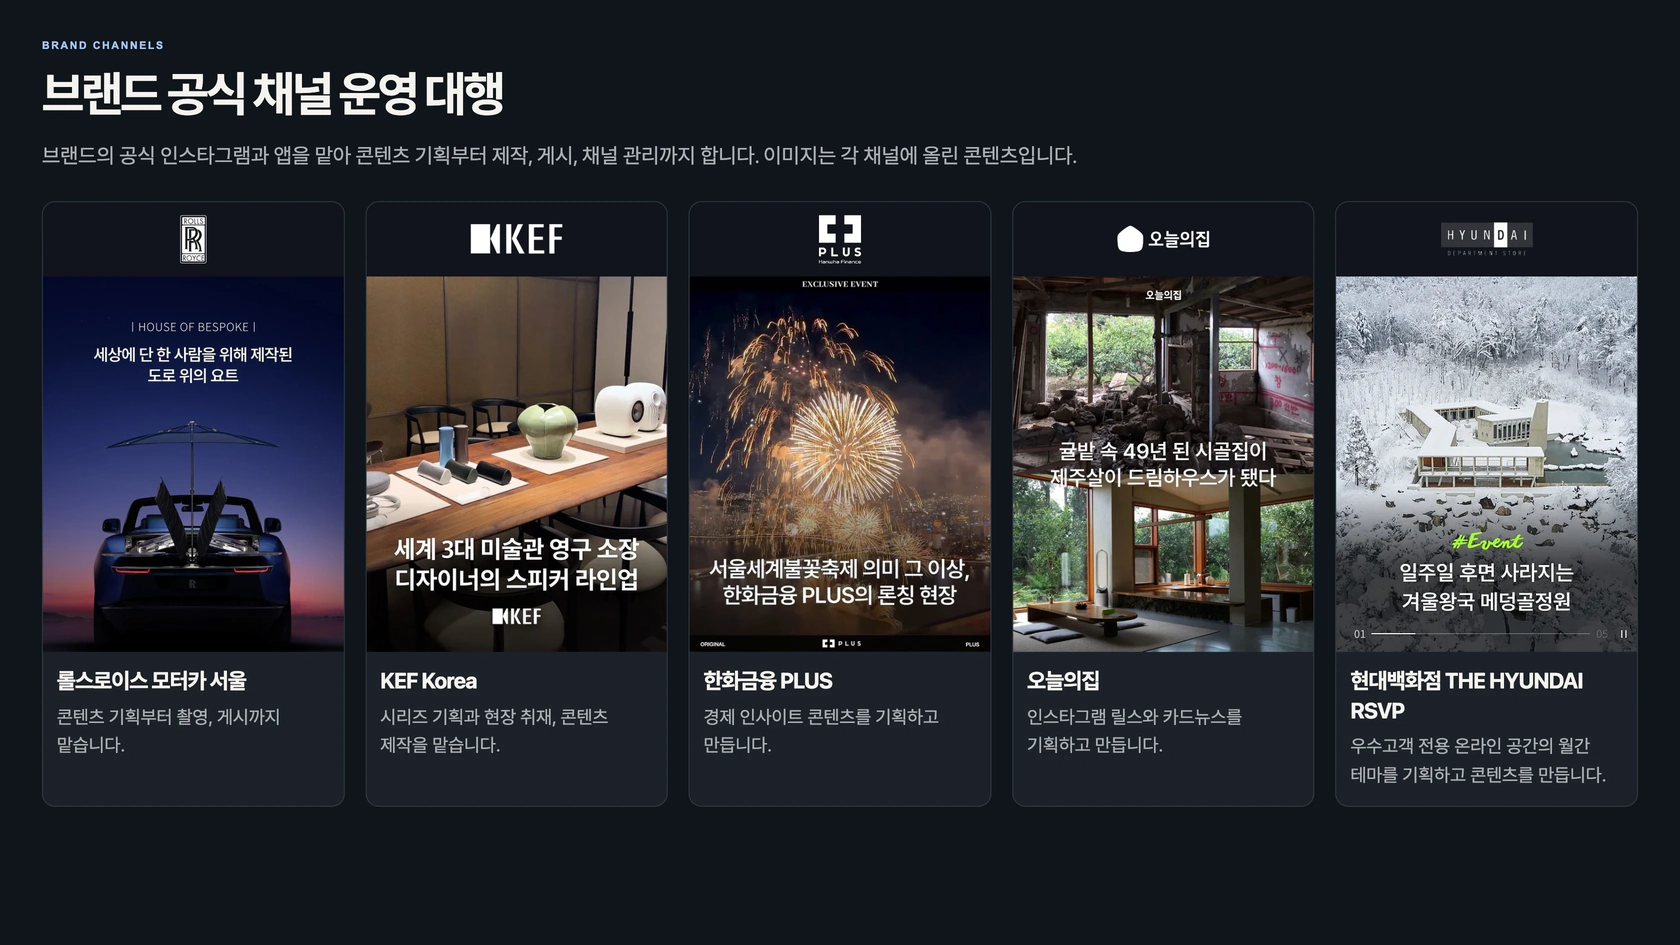 BRAND CHANNELS
브랜드 공식 채널 운영 대행
브랜드의 공식 인스타그램과 앱을 맡아 콘텐츠 기획부터 제작, 게시, 채널 관리까지 합니다. 이미지는 각 채널에 올린 콘텐츠입니다.
ROLLS
RR
ROYCE
| HOUSE OF BESPOKE |
세상에 단 한 사람을 위해 제작된
도로 위의 요트
롤스로이스 모터카 서울
콘텐츠 기획부터 촬영, 게시까지
맡습니다.
KEF
세계 3대 미술관 영구 소장
디자이너의 스피커 라인업
KEF
KEF Korea
시리즈 기획과 현장 취재, 콘텐츠
제작을 맡습니다.
PLUS
Hanwha Finance
EXCLUSIVE EVENT
서울세계불꽃축제 의미 그 이상,
한화금융 PLUS의 론칭 현장
ORIGINAL
PLUS
PLUS
한화금융 PLUS
경제 인사이트 콘텐츠를 기획하고
만듭니다.
오늘의집
오늘의집
귤밭 속 49년 된 시골집이
제주살이 드림하우스가 됐다
오늘의집
인스타그램 릴스와 카드뉴스를
기획하고 만듭니다.
HYUNDAI
DEPARTMENT STORE
#Event
일주일 후면 사라지는
겨울왕국 메덩골정원
01
05
현대백화점 THE HYUNDAI
RSVP
우수고객 전용 온라인 공간의 월간
테마를 기획하고 콘텐츠를 만듭니다.